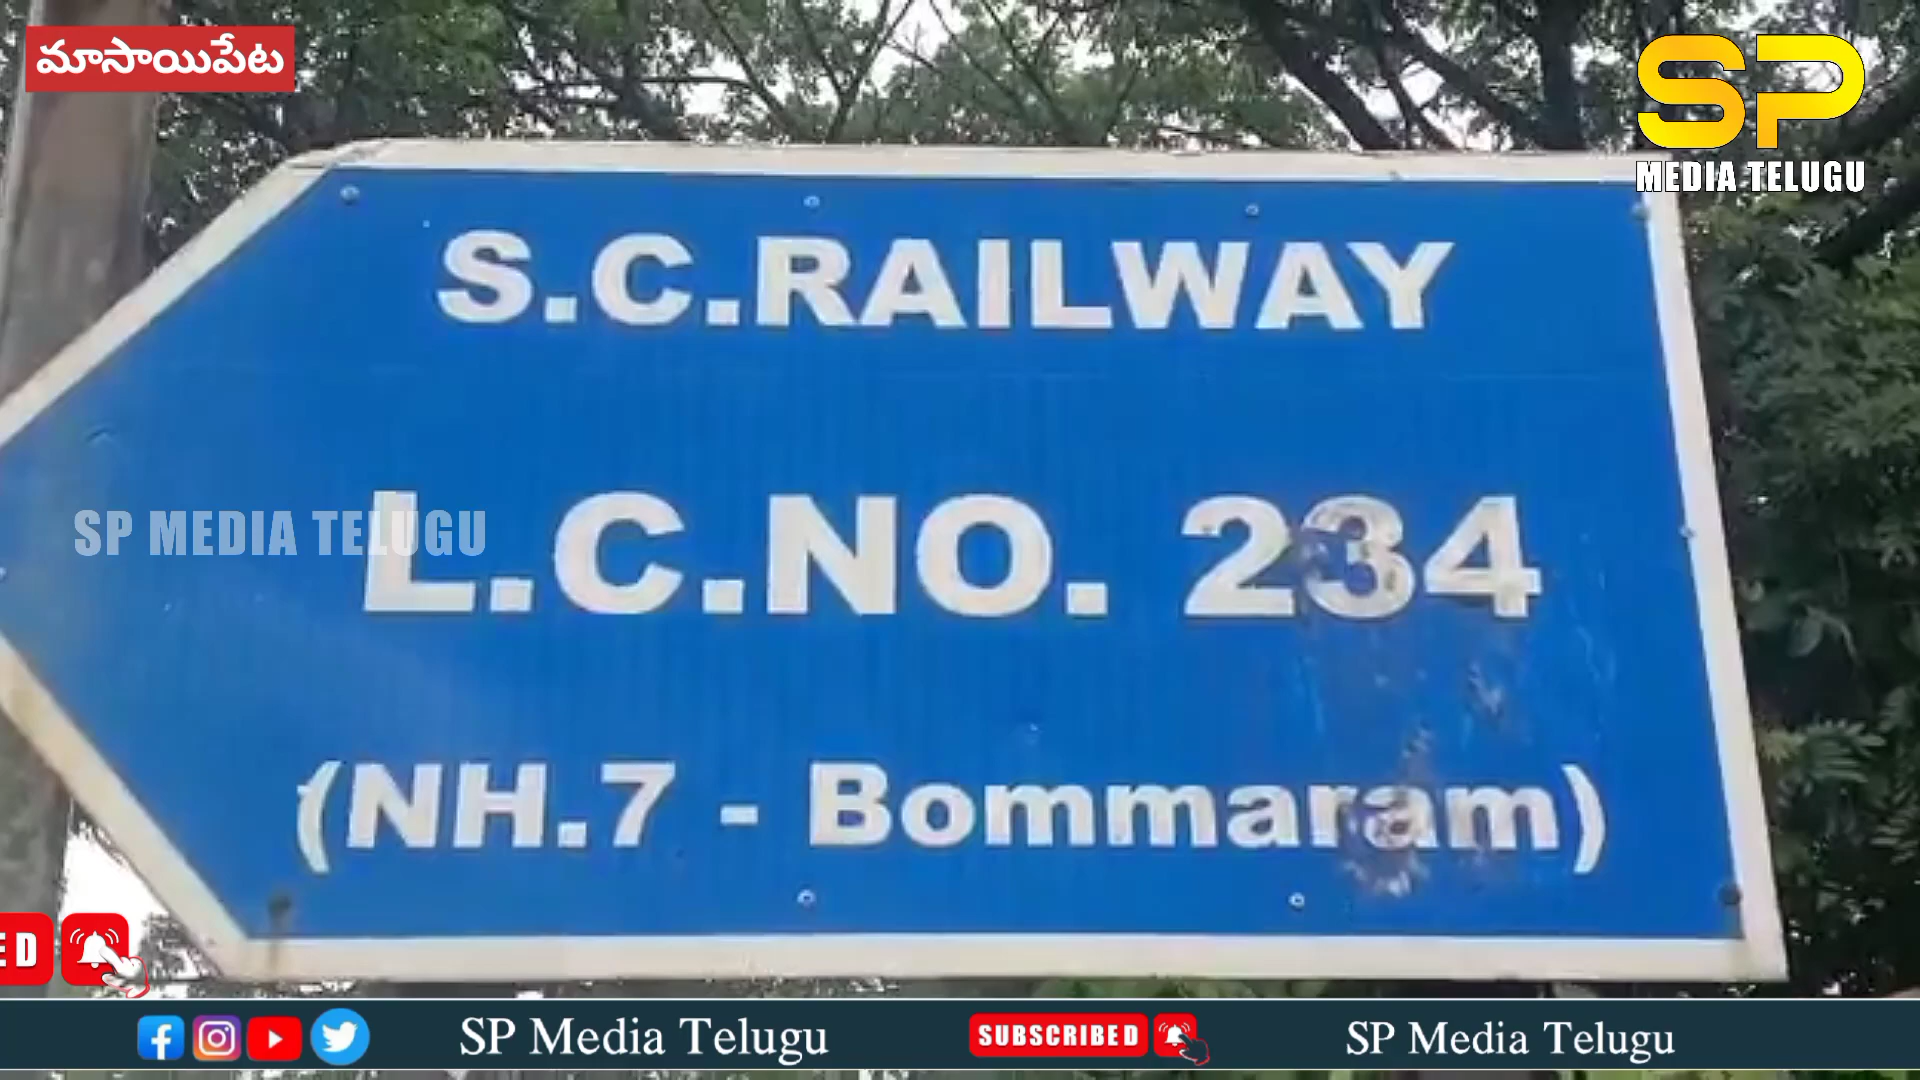 మాసాయిపేట
SP
MEDIA TELUGU
S.C.RAILWAY
L.C.NO. 234
SP MEDIA TELUGU
(NH.7 - Bommaram)
ED
SP Media Telugu
SUBSCRIBED
SP Media Telugu